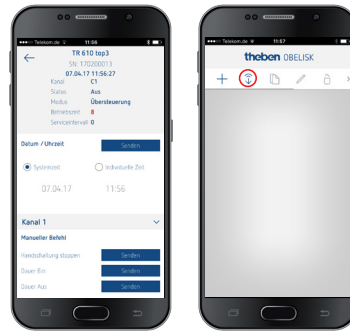 Telekom.de
11:56
TR 610 top3
SN: 170200013
07.04.17 11:56:27
Kanal C1
Status Aus
Modus Übersteuerung
Betriebszeit 8
Serviceintervall 0
Datum / Uhrzeit Senden
Systemzeit Individuelle Zeit
07.04.17 11:56
Kanal 1
Manueller Befehl
Handschaltung stoppen Senden
Dauer Ein Senden
Dauer Aus Senden
Telekom.de
11:57
theben OBELISK